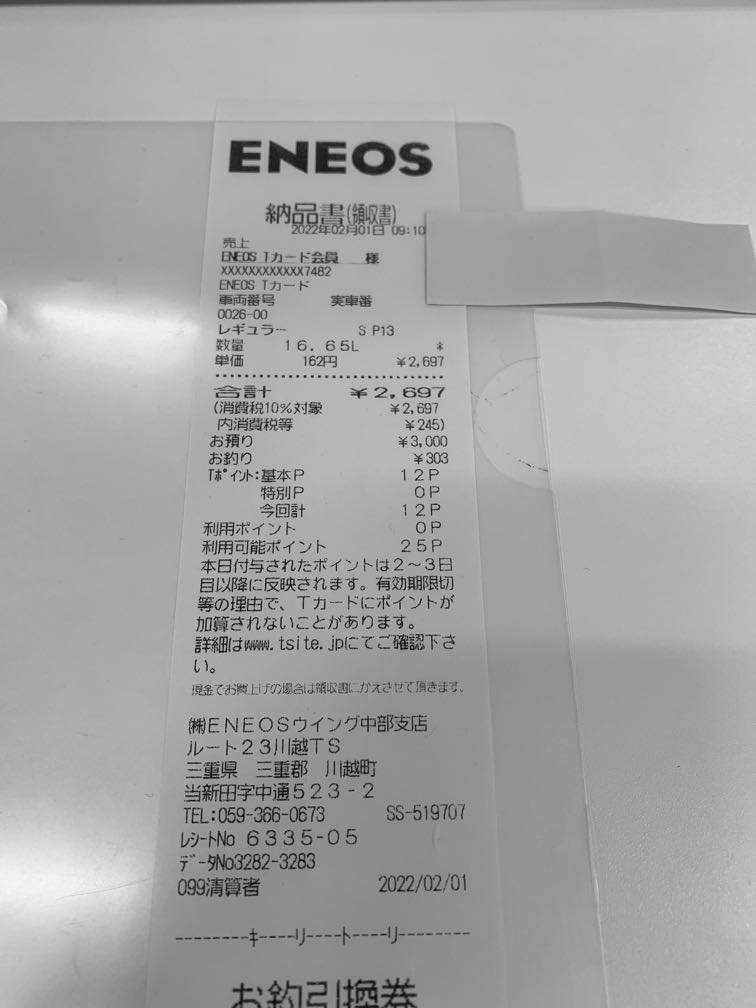 ENEOS
納品書(領収書)
2022年02月01日 09:10
売上
ENEOS Tカード会員 様
XXXXXXXXXXXX7482
ENEOS Tカード
車両番号 実車番
0026-00
レギュラー S P13
数量 16.65L *
単価 162円 ¥2,697
合計 ¥2,697
(消費税10%対象 ¥2,697
内消費税等 ¥245)
お預り ¥3,000
お釣り ¥303
Tポイント:基本P 12P
特別P 0P
今回計 12P
利用ポイント 0P
利用可能ポイント 25P
本日付与されたポイントは2~3日
目以降に反映されます。有効期限切
等の理由で、Tカードにポイントが
加算されないことがあります。
詳細はwww.tsite.jpにてご確認下さ
い。
現金でお買上げの場合は領収書にかえさせて頂きます。
㈱ENEOSウイング中部支店
ルート23川越TS
三重県 三重郡 川越町
当新田字中通523-2
TEL:059-366-0673 SS-519707
レシートNo 6335-05
データNo3282-3283
099清算者 2022/02/01
--------キ----リ----ト----リ--------
お釣引換券